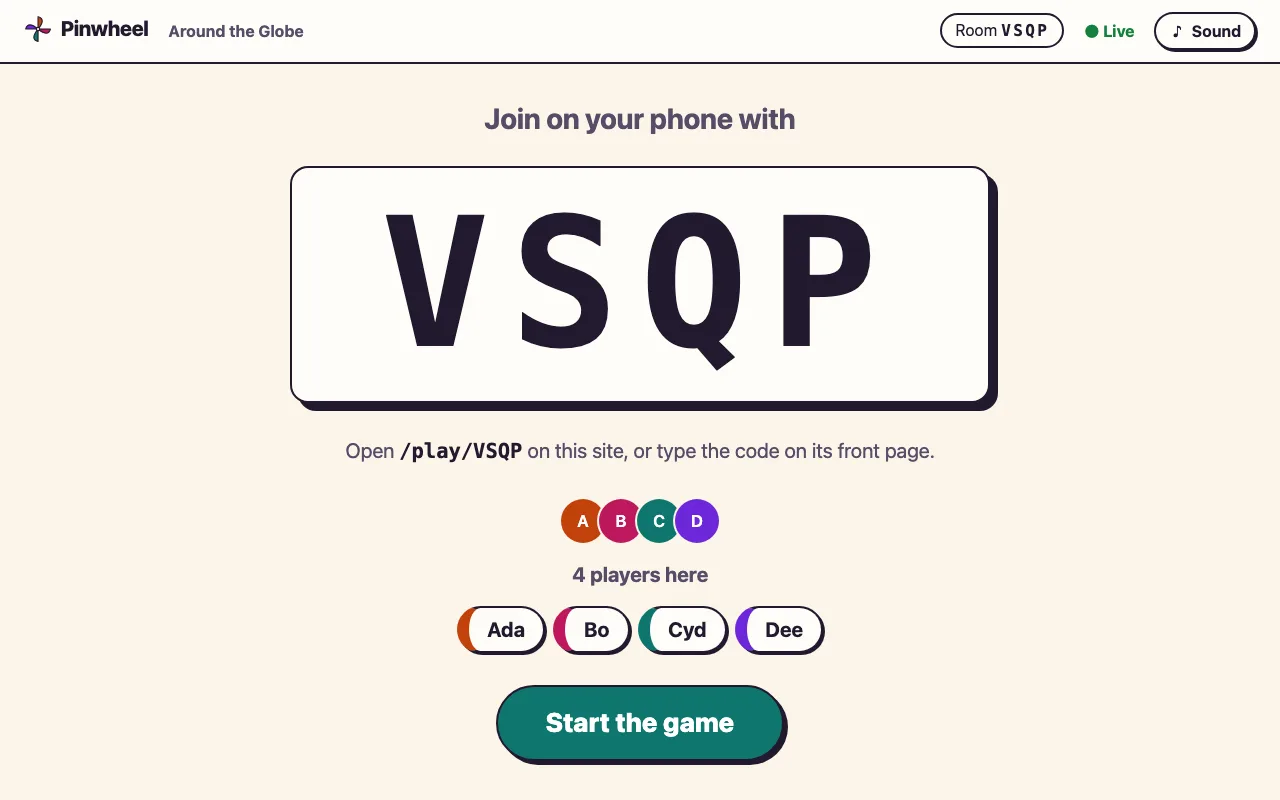 Pinwheel Around the Globe Room VSQP Live ♪ Sound
Join on your phone with
VSQP
Open /play/VSQP on this site, or type the code on its front page.
A B C D
4 players here
Ada Bo Cyd Dee
Start the game